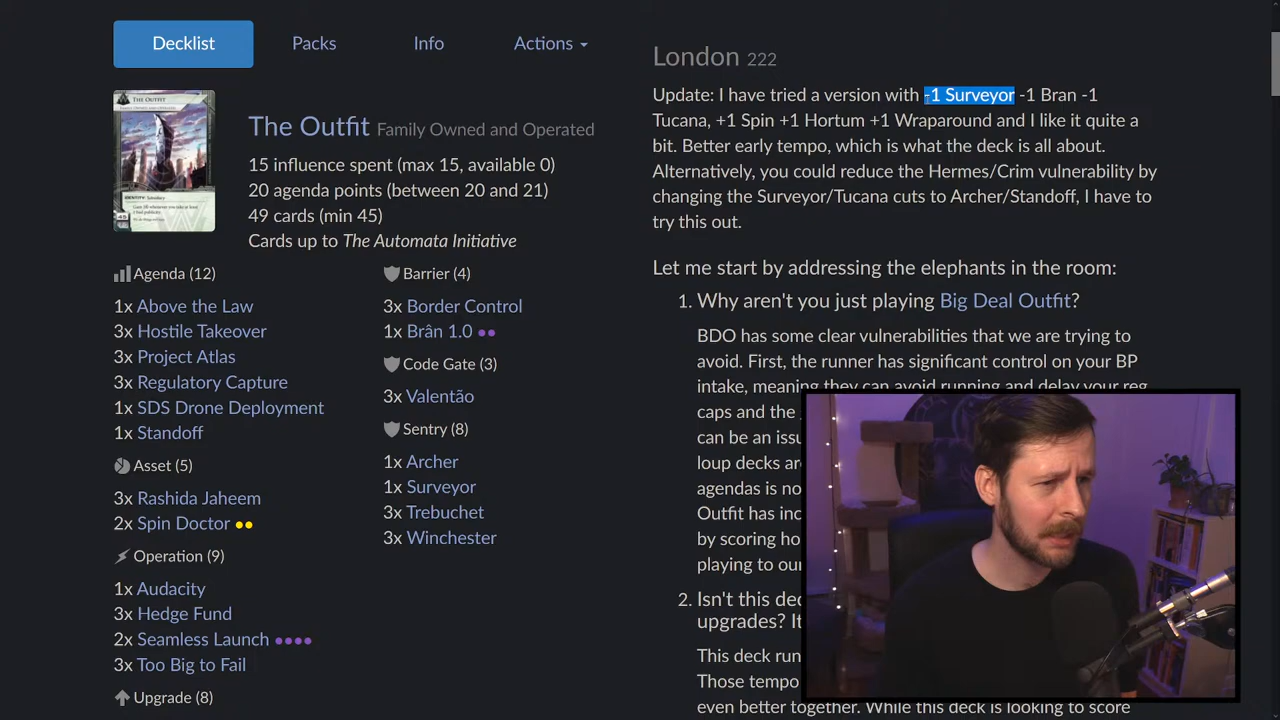 Decklist
Packs
Info
Actions
THE OUTFIT
The Outfit Family Owned and Operated
15 influence spent (max 15, available 0)
20 agenda points (between 20 and 21)
49 cards (min 45)
Cards up to The Automata Initiative
Agenda (12)
1x Above the Law
3x Hostile Takeover
3x Project Atlas
3x Regulatory Capture
1x SDS Drone Deployment
1x Standoff
Asset (5)
3x Rashida Jaheem
2x Spin Doctor
Operation (9)
1x Audacity
3x Hedge Fund
2x Seamless Launch
3x Too Big to Fail
Upgrade (8)
Barrier (4)
3x Border Control
1x Brân 1.0
Code Gate (3)
3x Valentão
Sentry (8)
1x Archer
1x Surveyor
3x Trebuchet
3x Winchester
London 222
Update: I have tried a version with -1 Surveyor -1 Bran -1
Tucana, +1 Spin +1 Hortum +1 Wraparound and I like it quite a
bit. Better early tempo, which is what the deck is all about.
Alternatively, you could reduce the Hermes/Crim vulnerability by
changing the Surveyor/Tucana cuts to Archer/Standoff, I have to
try this out.
Let me start by addressing the elephants in the room:
1. Why aren't you just playing Big Deal Outfit?
BDO has some clear vulnerabilities that we are trying to
avoid. First, the runner has significant control on your BP
intake, meaning they can avoid running and delay your reg
caps and the
can be an issu
loup decks ar
agendas is no
Outfit has inc
by scoring ho
playing to ou
2. Isn't this dec
upgrades? It
This deck run
Those tempo
even better together. While this deck is looking to score